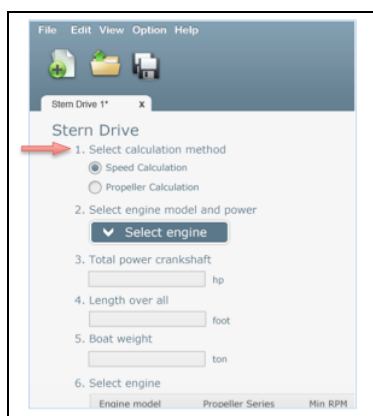 File Edit View Option Help
Stern Drive 1* x
Stern Drive
1. Select calculation method
Speed Calculation
Propeller Calculation
2. Select engine model and power
Select engine
3. Total power crankshaft
hp
4. Length over all
foot
5. Boat weight
ton
6. Select engine
Engine model Propeller Series Min RPM